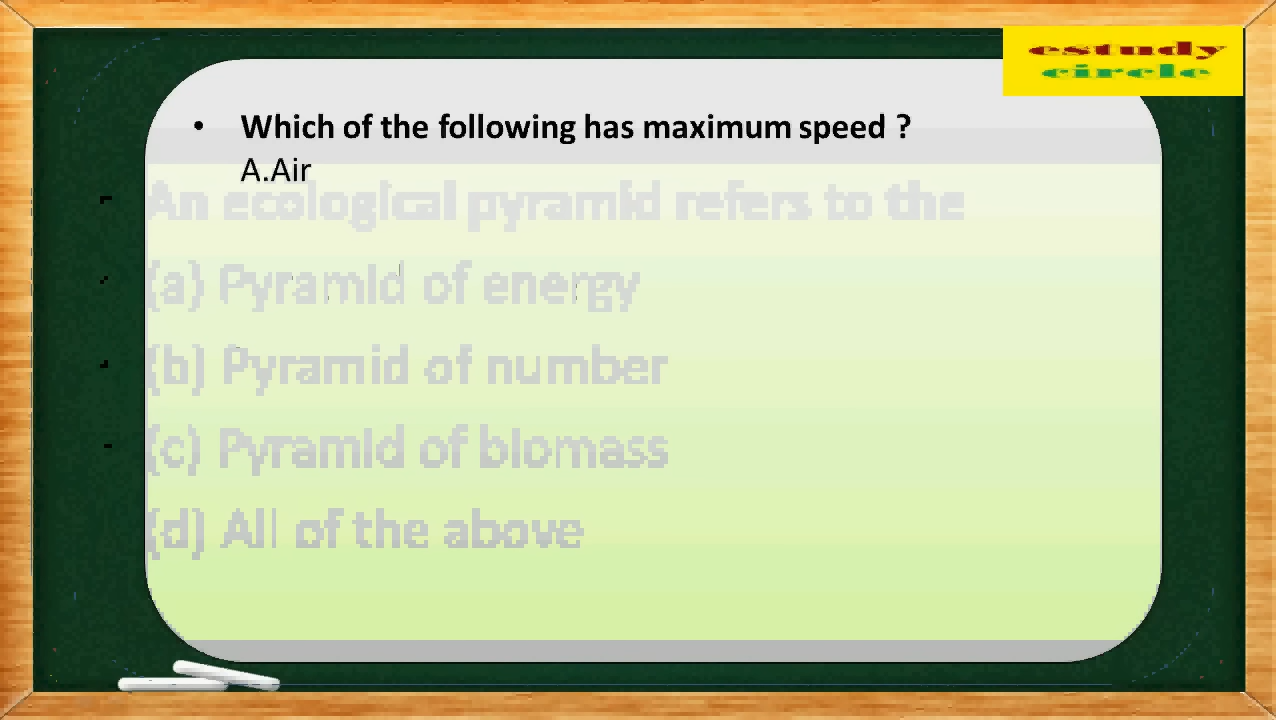 estudy
circle
• Which of the following has maximum speed ?
A.Air
An ecological pyramid refers to the
(a) Pyramid of energy
(b) Pyramid of number
(c) Pyramid of biomass
(d) All of the above